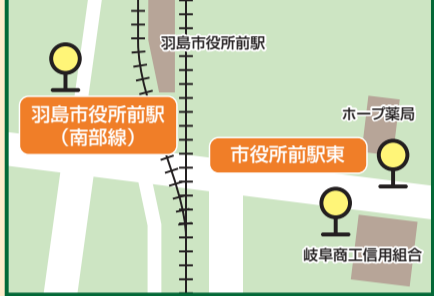 羽島市役所前駅
羽島市役所前駅
（南部線）
ホープ薬局
市役所前駅東
岐阜商工信用組合